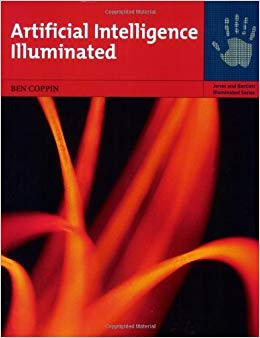 Artificial Intelligence
Illuminated
BEN COPPIN
Jones and Bartlett
Illuminated Series